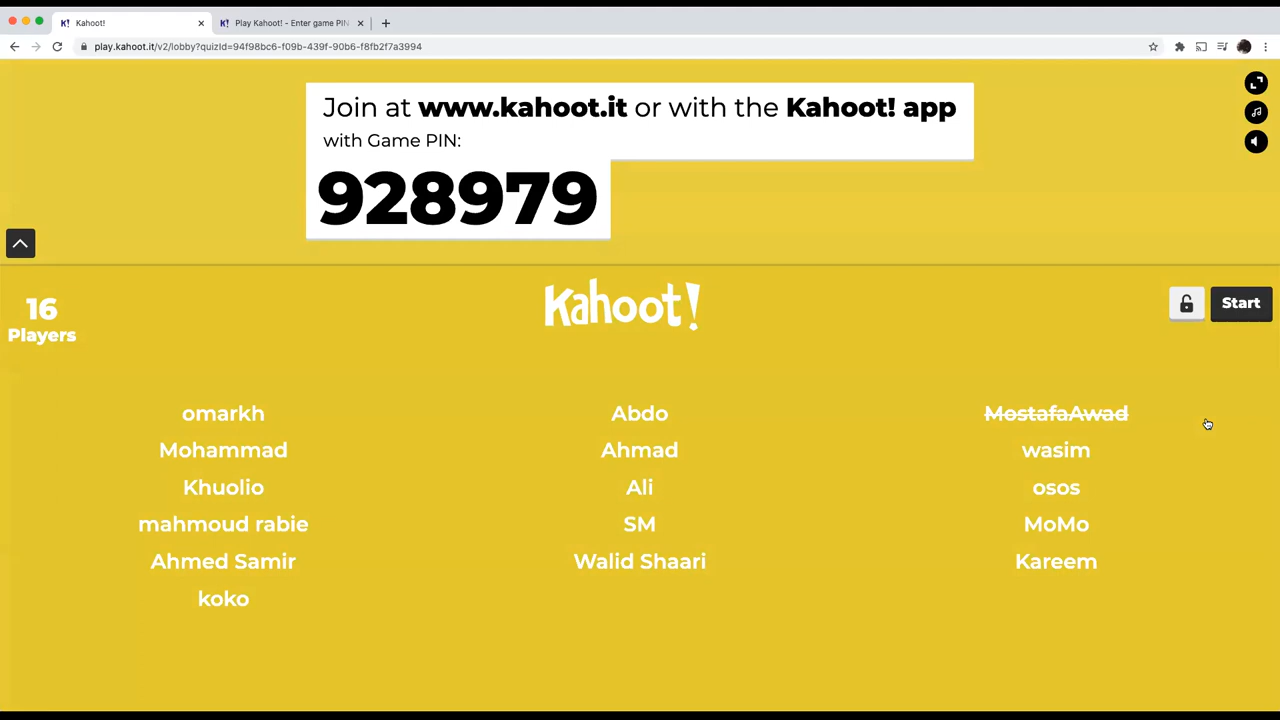 Kahoot!
Play Kahoot! - Enter game PIN
play.kahoot.it/v2/lobby?quizId=94f98bc6-f09b-439f-90b6-f8fb2f7a3994
Join at www.kahoot.it or with the Kahoot! app
with Game PIN:
928979
16
Players
Kahoot!
Start
omarkh Abdo MostafaAwad
Mohammad Ahmad wasim
Khuolio Ali osos
mahmoud rabie SM MoMo
Ahmed Samir Walid Shaari Kareem
koko